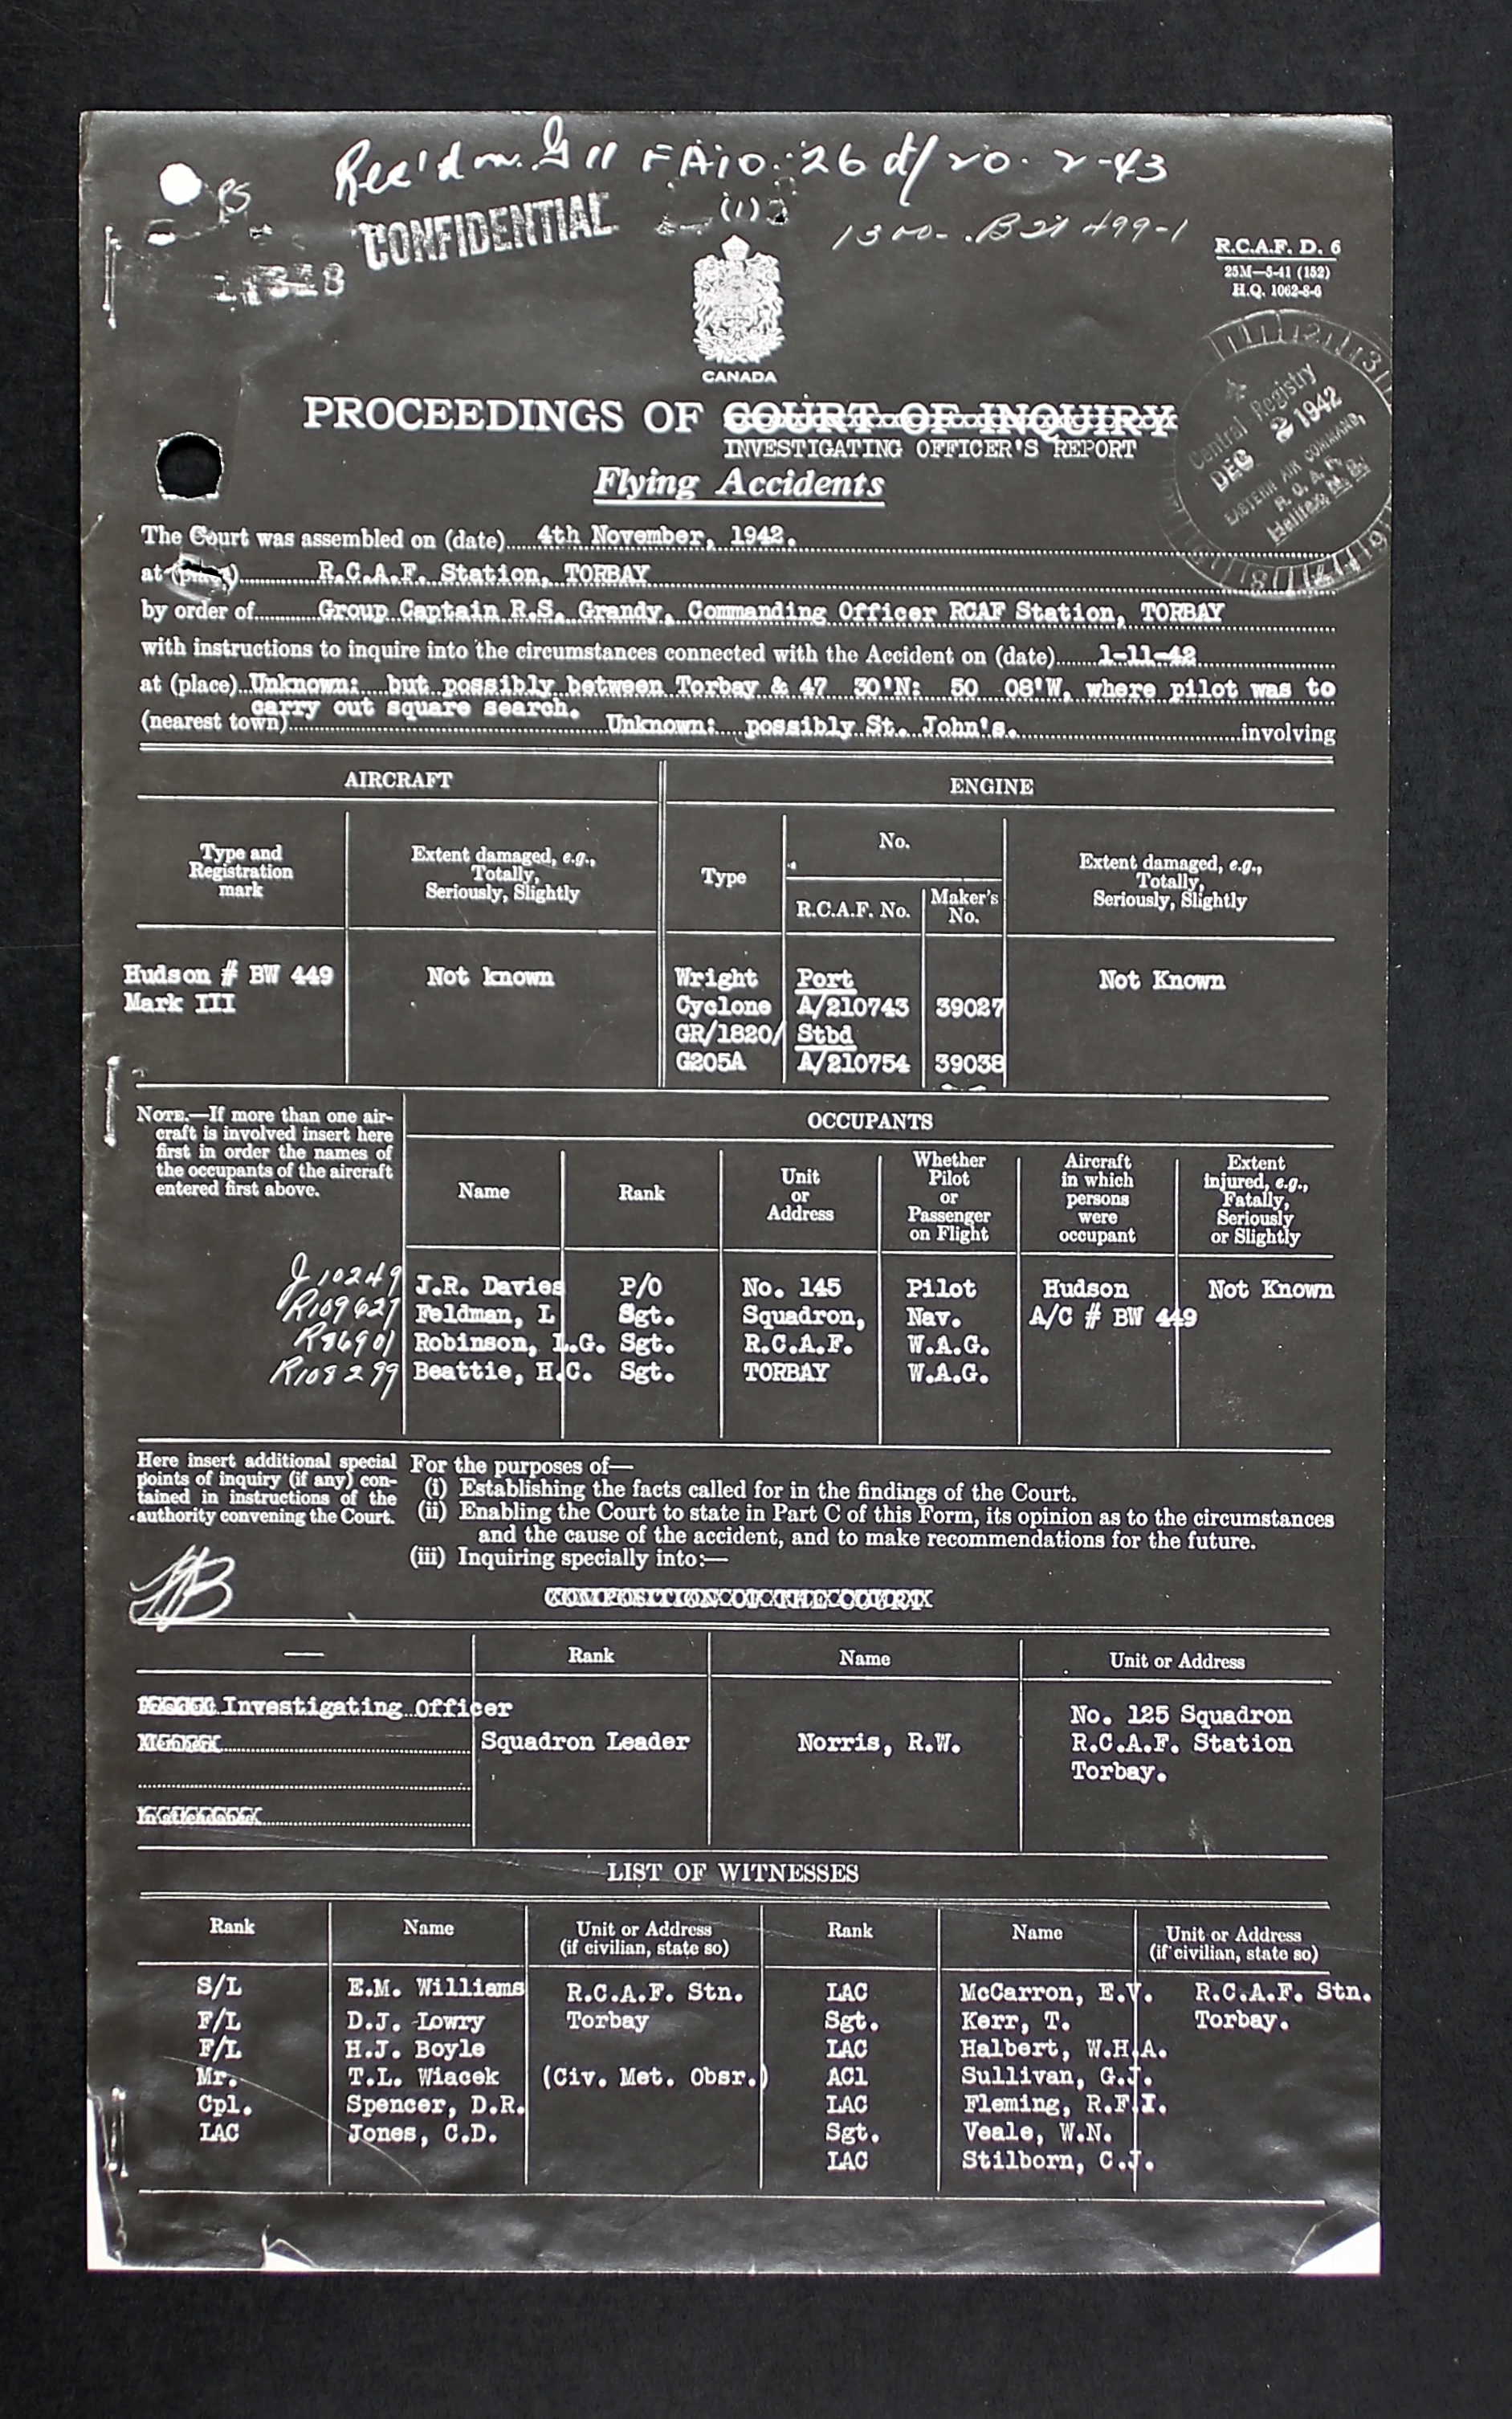 Rec'd on G 11 FAIO. 26 d/ 20. 2-43
PS
CONFIDENTIAL
(1)
1300- . B21 499-1
R.C.A.F. D. 6
25M—8-41 (152)
H.Q. 1062-8-6
CANADA
Central Registry
DEC 2 1942
EASTERN AIR COMMAND,
R. C. A. F.
Halifax N. S.
PROCEEDINGS OF COURT OF INQUIRY
INVESTIGATING OFFICER'S REPORT
Flying Accidents
The Court was assembled on (date) 4th November, 1942.
at (place) R.C.A.F. Station, TORBAY
by order of Group Captain R.S. Grandy, Commanding Officer RCAF Station, TORBAY
with instructions to inquire into the circumstances connected with the Accident on (date) 1-11-42
at (place) Unknown: but possibly between Torbay & 47 30'N: 50 08'W, where pilot was to
carry out square search.
(nearest town) Unknown: possibly St. John's. involving
AIRCRAFT ENGINE
Type and Registration mark
Extent damaged, e.g., Totally, Seriously, Slightly
Type
No.
R.C.A.F. No.
Maker's No.
Extent damaged, e.g., Totally, Seriously, Slightly
Hudson # BW 449 Not known Wright Port Not Known
Mark III Cyclone A/210743 39027
GR/1820/ Stbd
G205A A/210754 39038
NOTE.—If more than one air-
craft is involved insert here
first in order the names of
the occupants of the aircraft
entered first above.
OCCUPANTS
Name
Rank
Unit or Address
Whether Pilot or Passenger on Flight
Aircraft in which persons were occupant
Extent injured, e.g., Fatally, Seriously or Slightly
J10249 J.R. Davies P/O No. 145 Pilot Hudson Not Known
R109627 Feldman, L Sgt. Squadron, Nav. A/C # BW 449
R86901 Robinson, L.G. Sgt. R.C.A.F. W.A.G.
R108299 Beattie, H.C. Sgt. TORBAY W.A.G.
Here insert additional special
points of inquiry (if any) con-
tained in instructions of the
authority convening the Court.
For the purposes of—
(i) Establishing the facts called for in the findings of the Court.
(ii) Enabling the Court to state in Part C of this Form, its opinion as to the circumstances
and the cause of the accident, and to make recommendations for the future.
(iii) Inquiring specially into:—
COMPOSITION OF THE COURT
— Rank Name Unit or Address
President Investigating Officer No. 125 Squadron
Members Squadron Leader Norris, R.W. R.C.A.F. Station
Torbay.
In attendance
LIST OF WITNESSES
Rank Name Unit or Address (if civilian, state so) Rank Name Unit or Address (if civilian, state so)
S/L E.M. Williams R.C.A.F. Stn. LAC McCarron, E.V. R.C.A.F. Stn.
F/L D.J. Lowry Torbay Sgt. Kerr, T. Torbay.
F/L H.J. Boyle LAC Halbert, W.H.A.
Mr. T.L. Wiacek (Civ. Met. Obsr.) AC1 Sullivan, G.J.
Cpl. Spencer, D.R. LAC Fleming, R.F.I.
LAC Jones, C.D. Sgt. Veale, W.N.
LAC Stilborn, C.J.